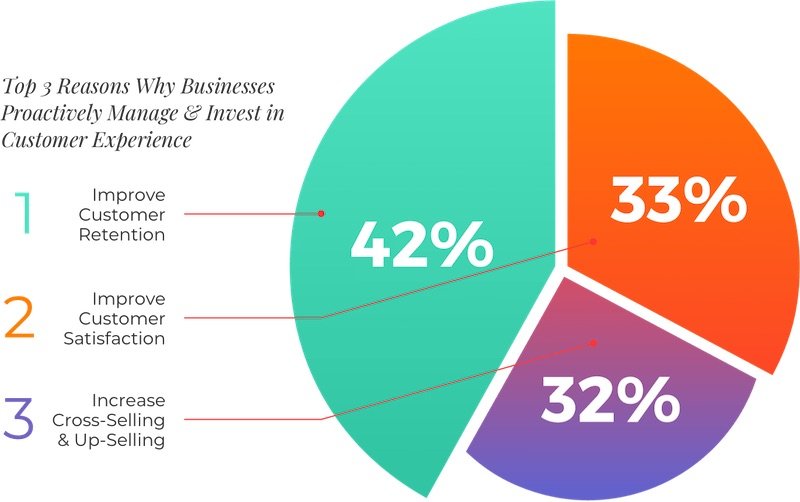 Top 3 Reasons Why Businesses
Proactively Manage & Invest in
Customer Experience
1
Improve
Customer
Retention
2
Improve
Customer
Satisfaction
3
Increase
Cross-Selling
& Up-Selling
42%
33%
32%